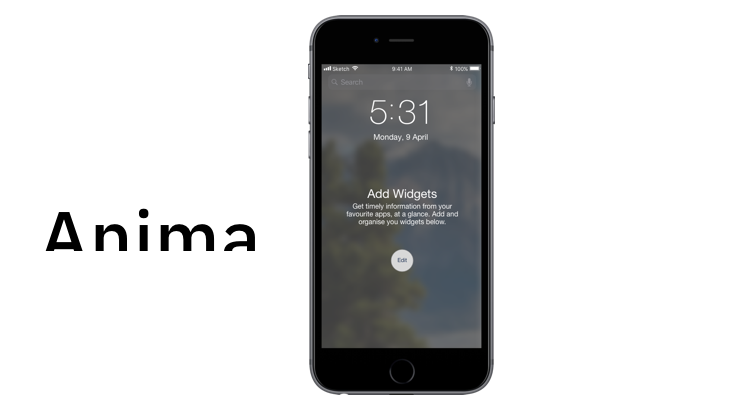 Anima
Sketch 9:41 AM 100%
Search
5:31
Monday, 9 April
Add Widgets
Get timely information from your
favourite apps, at a glance. Add and
organise you widgets below.
Edit